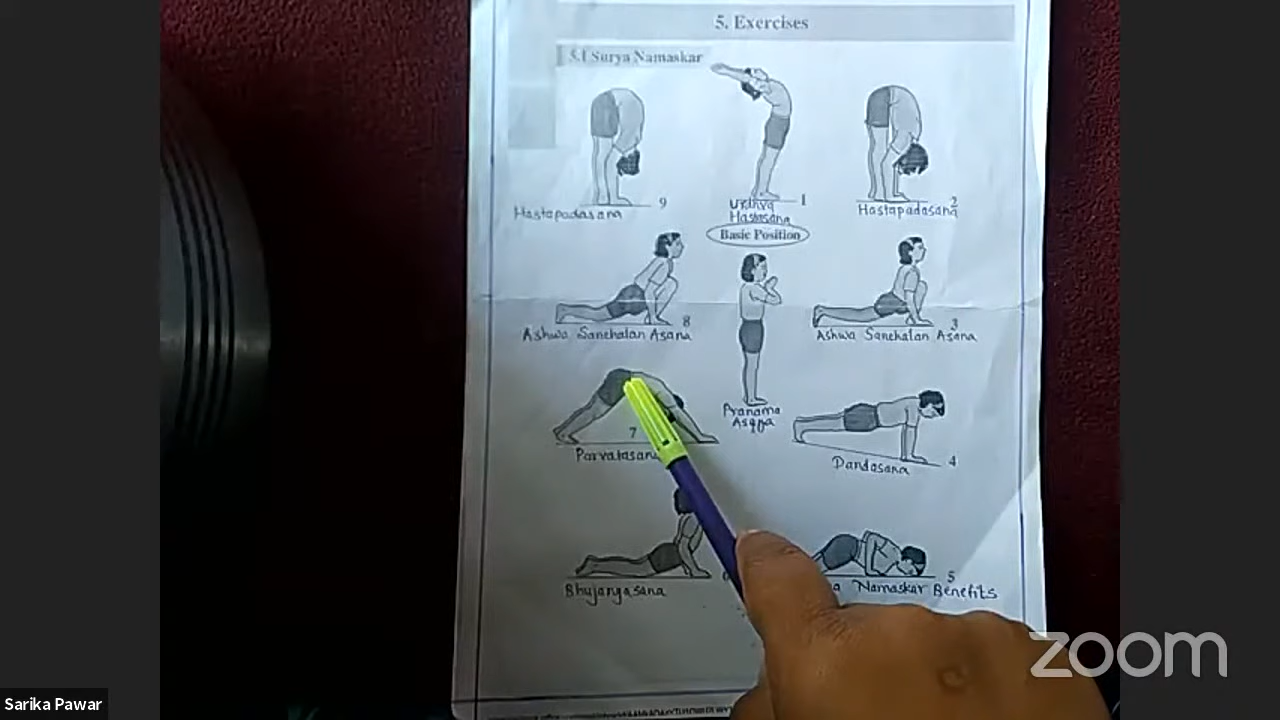 5. Exercises
5.1 Surya Namaskar
9
1
2
Hastapadasana
Urdhva
Hastasana
Hastapadasana
Basic Position
8
3
Ashwa Sanchalan Asana
Ashwa Sanchalan Asana
Pranama
Asana
7
Parvatasan
4
Dandasana
5
Bhujangasana
Namaskar Benefits
zoom
Sarika Pawar